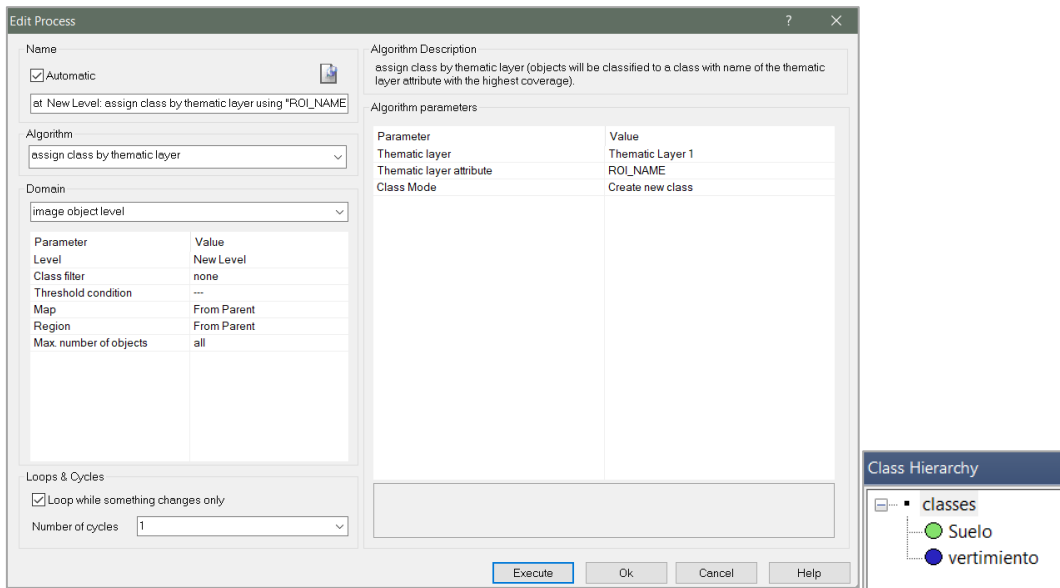 Edit Process
?
Name
Automatic
at New Level: assign class by thematic layer using "ROI_NAME
Algorithm
assign class by thematic layer
Domain
image object level
Parameter Value
Level New Level
Class filter none
Threshold condition ---
Map From Parent
Region From Parent
Max. number of objects all
Loops & Cycles
Loop while something changes only
Number of cycles 1
Algorithm Description
assign class by thematic layer (objects will be classified to a class with name of the thematic
layer attribute with the highest coverage).
Algorithm parameters
Parameter Value
Thematic layer Thematic Layer 1
Thematic layer attribute ROI_NAME
Class Mode Create new class
Execute Ok Cancel Help
Class Hierarchy
classes
Suelo
vertimiento